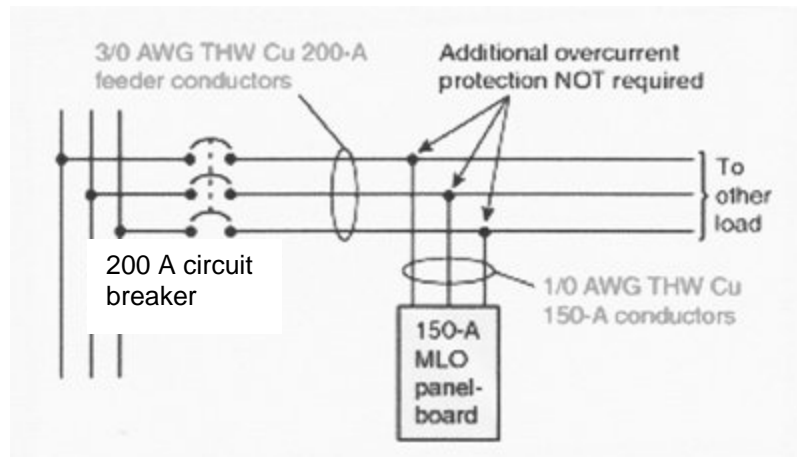 3/0 AWG THW Cu 200-A
feeder conductors
Additional overcurrent
protection NOT required
To
other
load
200 A circuit
breaker
1/0 AWG THW Cu
150-A conductors
150-A
MLO
panel-
board